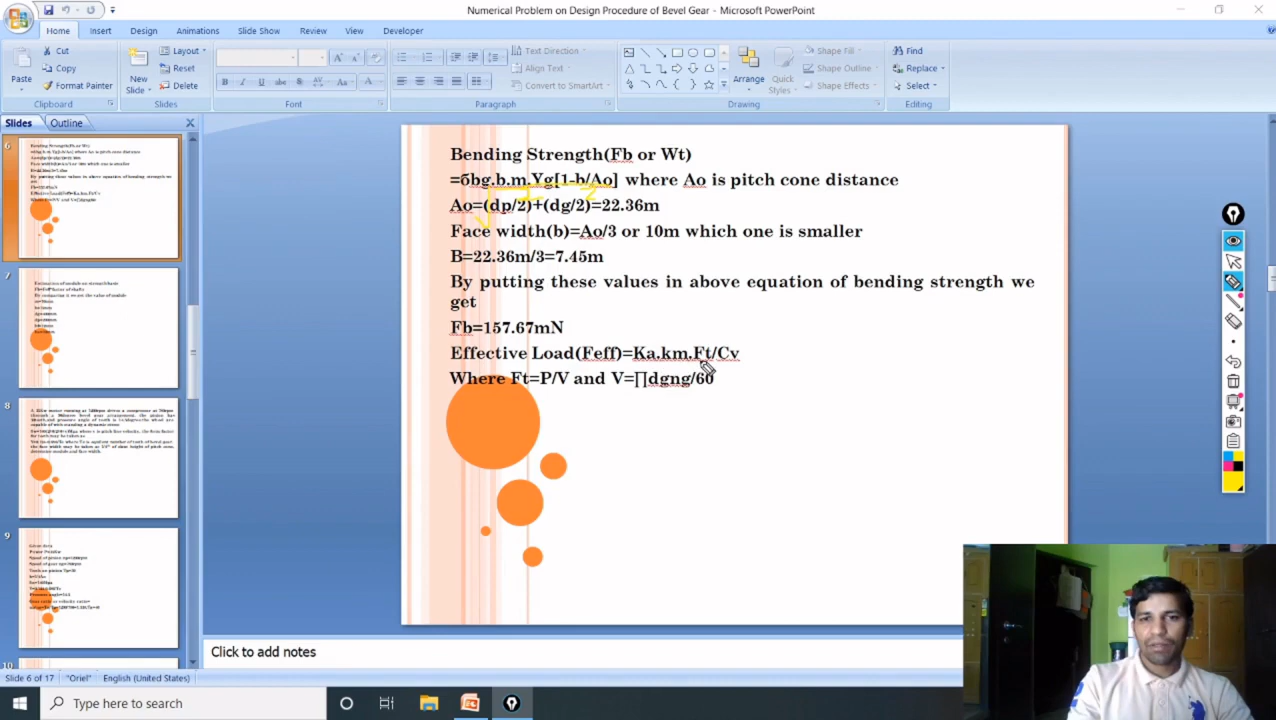 Numerical Problem on Design Procedure of Bevel Gear - Microsoft PowerPoint
Home Insert Design Animations Slide Show Review View Developer
Cut
Copy
Format Painter
Paste
Clipboard
New Slide
Layout
Reset
Delete
Slides
Font
Text Direction
Align Text
Convert to SmartArt
Paragraph
Arrange
Quick Styles
Shape Fill
Shape Outline
Shape Effects
Drawing
Find
Replace
Select
Editing
Slides Outline
6
7
8
9
10
Bending Strength(Fb or Wt)
where Ao is pitch cone distance
Ao=(dp/2)+(dg/2)=22.36m
Face width(b)=Ao/3 or 10m which one is smaller
B=22.36m/3=7.45m
By putting these values in above equation of bending strength we
get
Fb=157.67mN
Effective Load(Feff)=Ka.km.Ft/Cv
Where Ft=P/V and V=∏dgng/60
Click to add notes
Slide 6 of 17 "Oriel" English (United States)
Type here to search